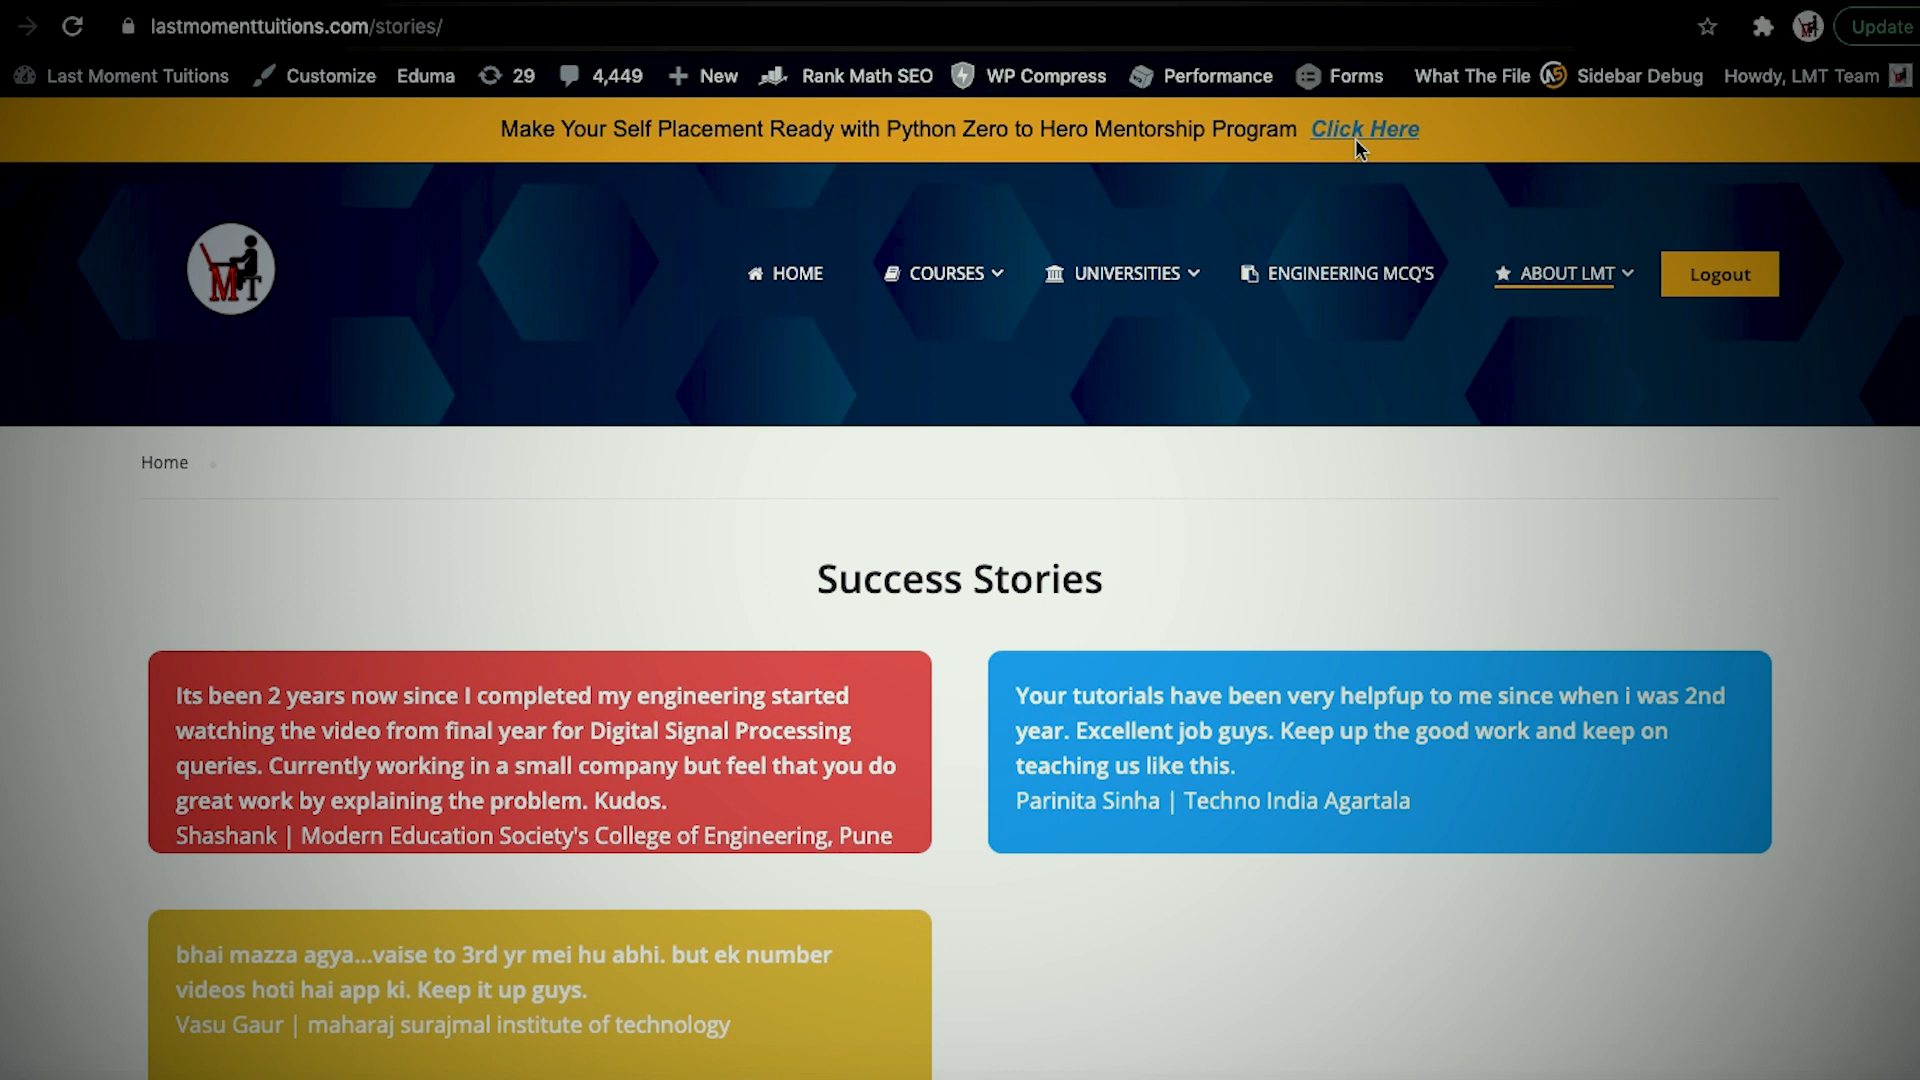 lastmomenttuitions.com/stories/
Update
Last Moment Tuitions Customize Eduma 29 4,449 New Rank Math SEO WP Compress Performance Forms What The File Sidebar Debug Howdy, LMT Team
Make Your Self Placement Ready with Python Zero to Hero Mentorship Program Click Here
MT
HOME COURSES UNIVERSITIES ENGINEERING MCQ'S ABOUT LMT Logout
Home
Success Stories
Its been 2 years now since I completed my engineering started
watching the video from final year for Digital Signal Processing
queries. Currently working in a small company but feel that you do
great work by explaining the problem. Kudos.
Shashank | Modern Education Society's College of Engineering, Pune
Your tutorials have been very helpfup to me since when i was 2nd
year. Excellent job guys. Keep up the good work and keep on
teaching us like this.
Parinita Sinha | Techno India Agartala
bhai mazza agya...vaise to 3rd yr mei hu abhi. but ek number
videos hoti hai app ki. Keep it up guys.
Vasu Gaur | maharaj surajmal institute of technology